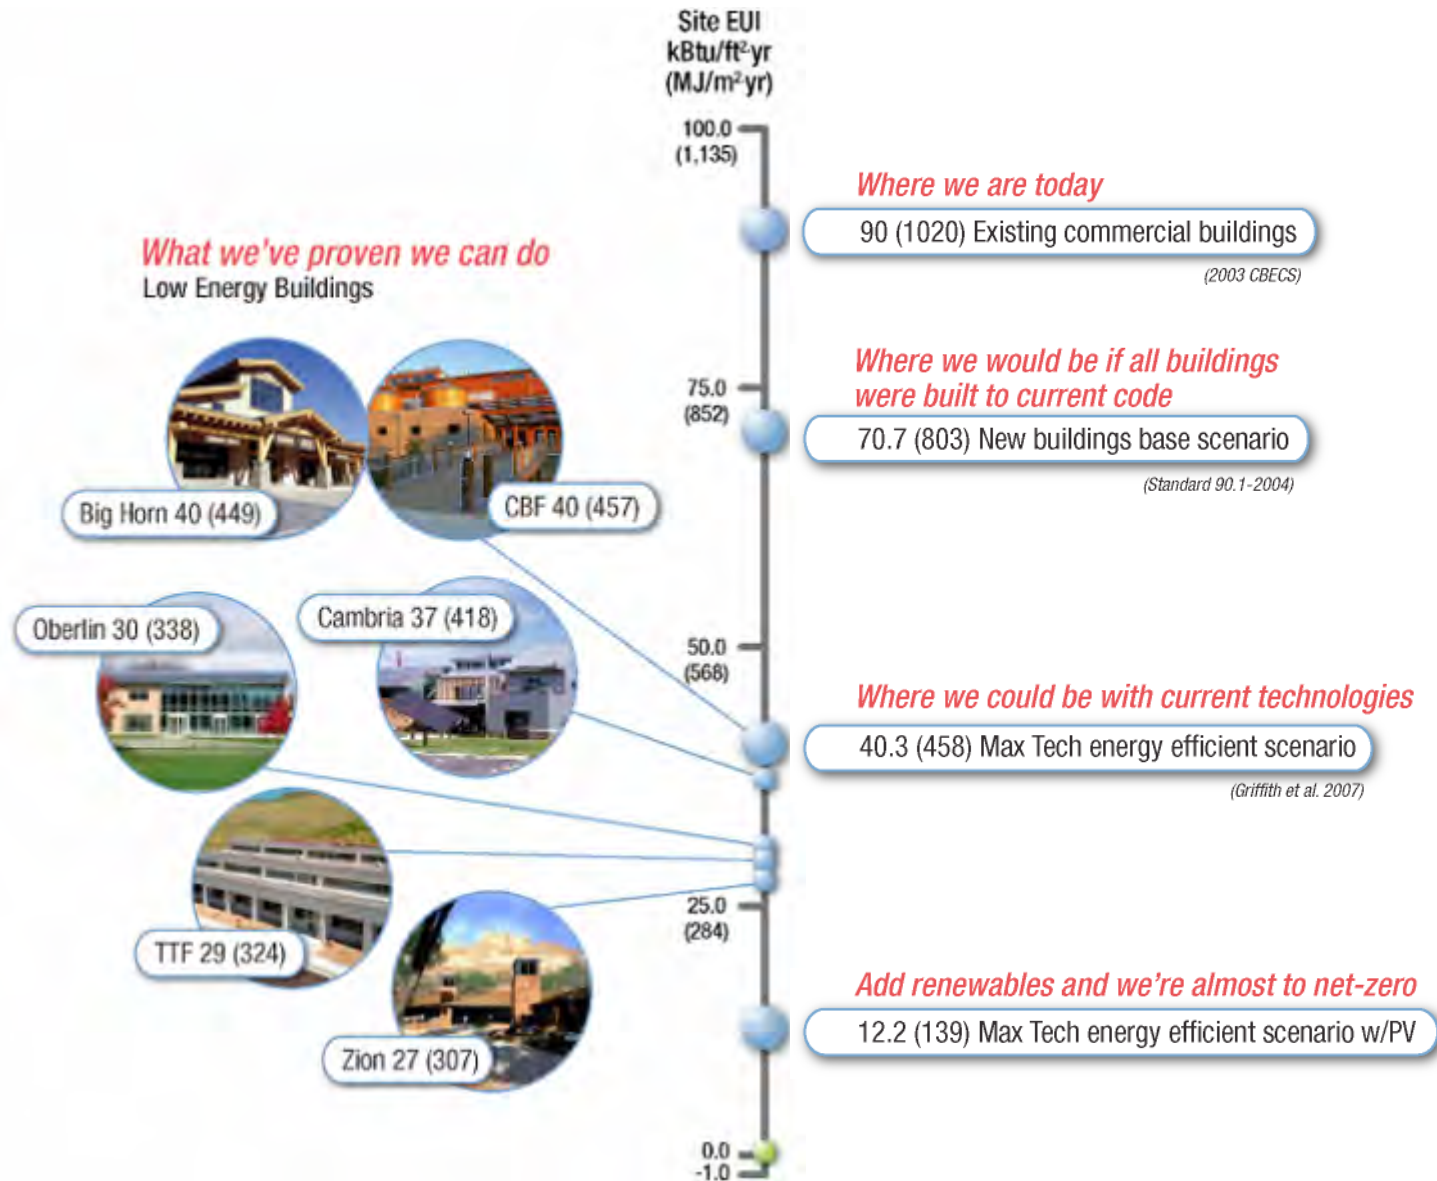 Site EUI
kBtu/ft²·yr
(MJ/m²·yr)
100.0
(1,135)
Where we are today
90 (1020) Existing commercial buildings
(2003 CBECS)
What we've proven we can do
Low Energy Buildings
Where we would be if all buildings
were built to current code
75.0
(852)
70.7 (803) New buildings base scenario
(Standard 90.1-2004)
Big Horn 40 (449)
CBF 40 (457)
Oberlin 30 (338)
Cambria 37 (418)
50.0
(568)
Where we could be with current technologies
40.3 (458) Max Tech energy efficient scenario
(Griffith et al. 2007)
25.0
(284)
TTF 29 (324)
Zion 27 (307)
Add renewables and we're almost to net-zero
12.2 (139) Max Tech energy efficient scenario w/PV
0.0
-1.0